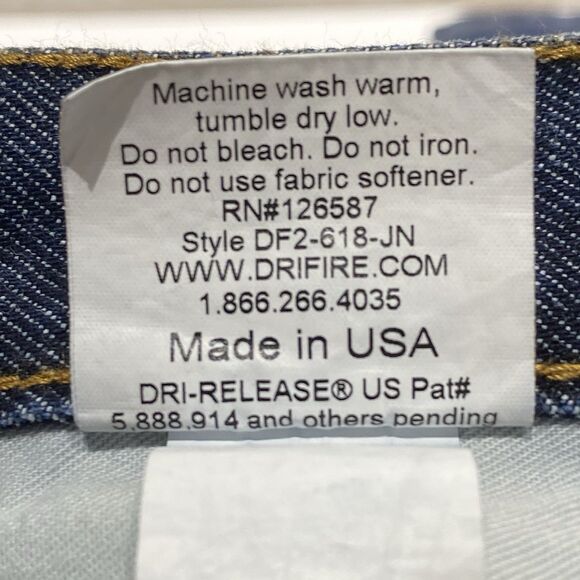 Machine wash warm,
tumble dry low.
Do not bleach. Do not iron.
Do not use fabric softener.
RN#126587
Style DF2-618-JN
WWW.DRIFIRE.COM
1.866.266.4035
Made in USA
DRI-RELEASE® US Pat#
5,888,914 and others pending